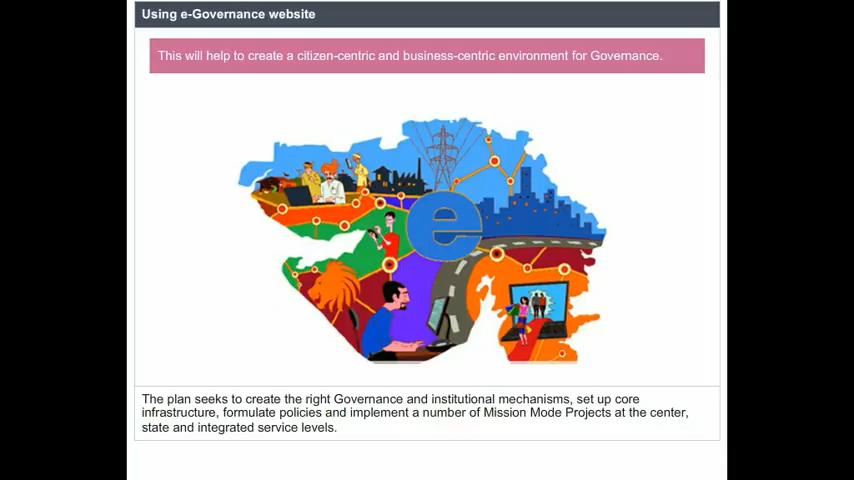 Using e-Governance website
This will help to create a citizen-centric and business-centric environment for Governance.
e
The plan seeks to create the right Governance and institutional mechanisms, set up core
infrastructure, formulate policies and implement a number of Mission Mode Projects at the center,
state and integrated service levels.